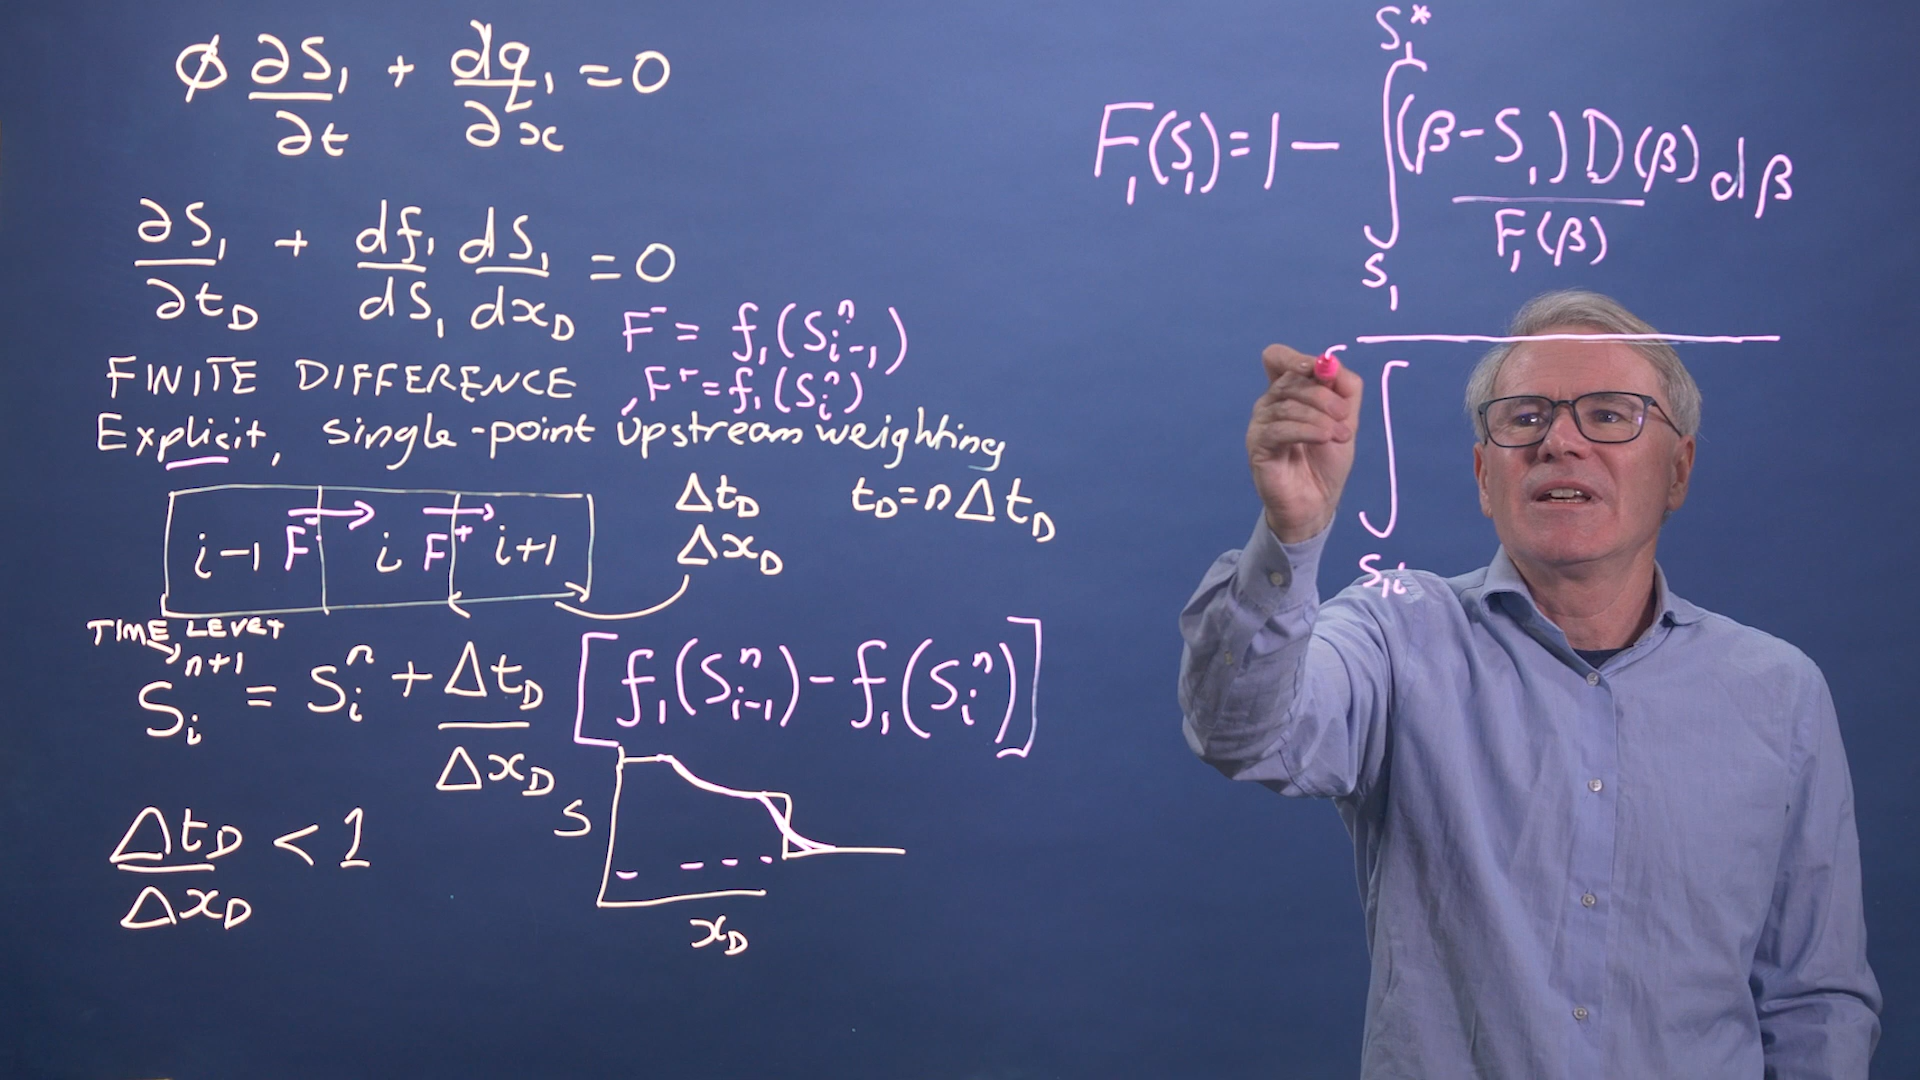 φ ∂S₁/∂t + ∂q₁/∂x = 0
∂S₁/∂t_D + df₁/dS₁ dS₁/dx_D = 0
F⁻ = f₁(Sⁿᵢ₋₁)
FINITE DIFFERENCE , F⁺ = f₁(Sⁿᵢ)
Explicit, single-point upstream weighting
i-1 F⁻ i F⁺ i+1
Δt_D t_D = nΔt_D
Δx_D
TIME LEVEL
Sᵢⁿ⁺¹ = Sᵢⁿ + Δt_D/Δx_D [f₁(Sⁿᵢ₋₁) - f₁(Sⁿᵢ)]
Δt_D/Δx_D < 1
S
x_D
F₁(S₁) = 1 - ∫_{S₁}^{S₁*} (β-S₁) D(β)/F₁(β) dβ
∫_{S₁ᵢ}